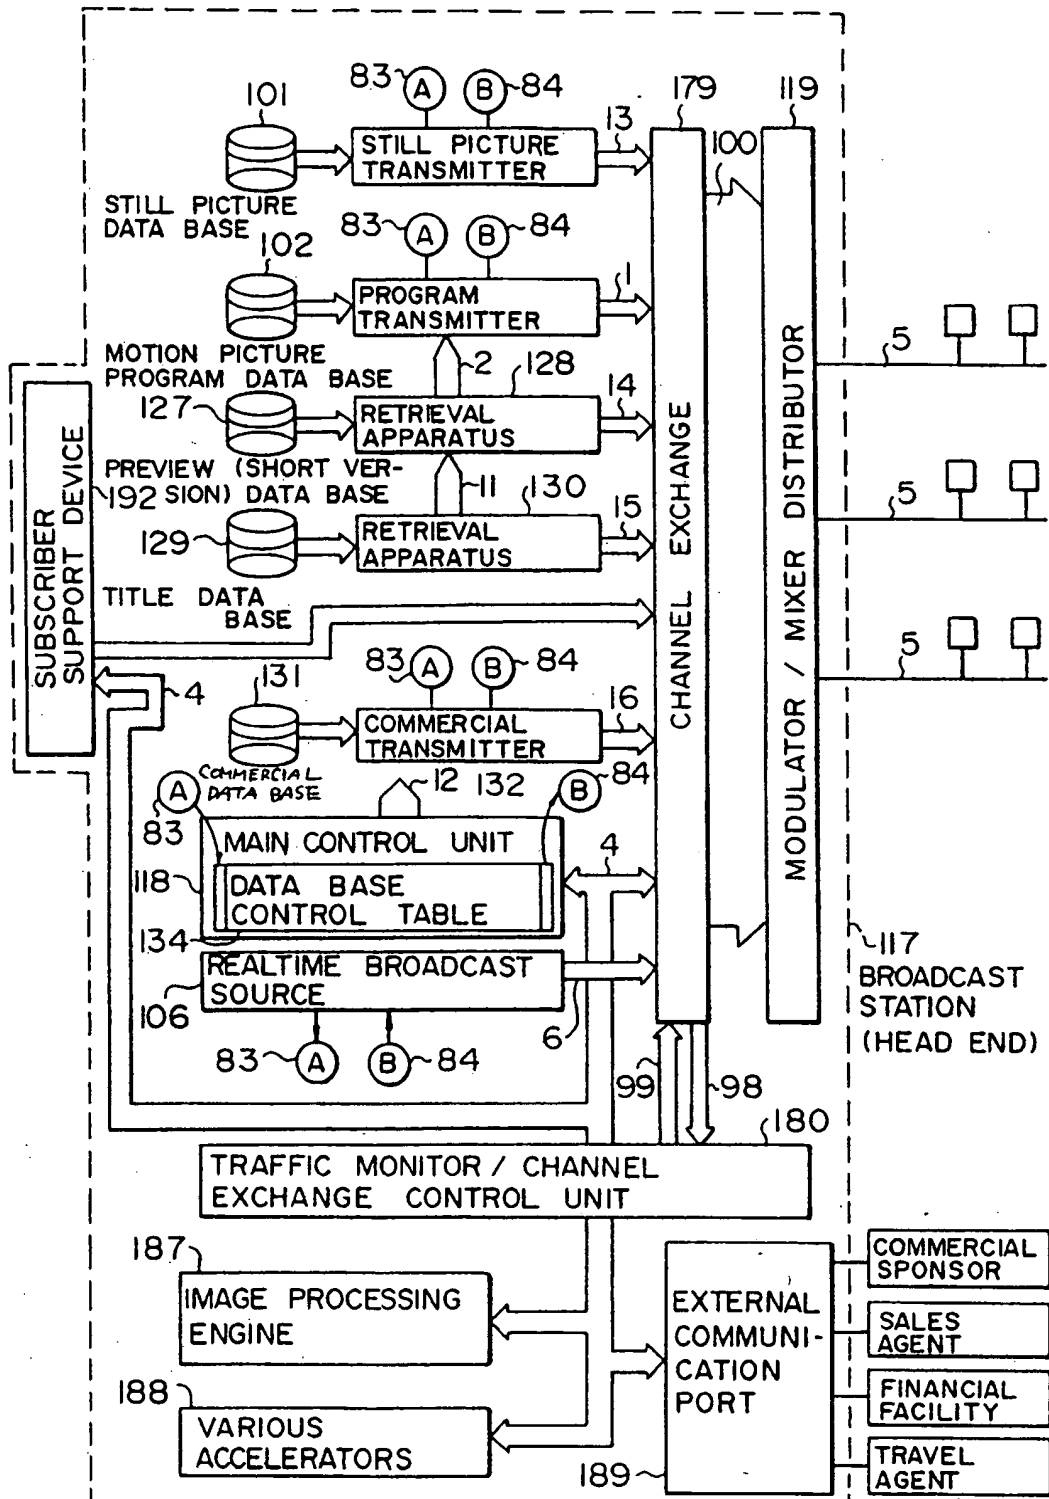 83 A B 84 179 119
101 13 100
STILL PICTURE
TRANSMITTER
STILL PICTURE
DATA BASE
83 A B 84
102 1
PROGRAM
TRANSMITTER
MOTION PICTURE
PROGRAM DATA BASE
2 128
127 14
RETRIEVAL
APPARATUS
PREVIEW (SHORT VER-
SION) DATA BASE
192
11 130
129 15
RETRIEVAL
APPARATUS
TITLE DATA
BASE
SUBSCRIBER
SUPPORT DEVICE
CHANNEL EXCHANGE
MODULATOR / MIXER DISTRIBUTOR
5
5
5
4
83 A B 84
131 16
COMMERCIAL
TRANSMITTER
COMMERCIAL
DATA BASE
12 132
A 83
B 84
MAIN CONTROL UNIT
118
DATA BASE
CONTROL TABLE
134
4
REALTIME BROADCAST
SOURCE
106
6
83 A B 84
99 98
117
BROADCAST
STATION
(HEAD END)
180
TRAFFIC MONITOR / CHANNEL
EXCHANGE CONTROL UNIT
187
IMAGE PROCESSING
ENGINE
188
VARIOUS
ACCELERATORS
EXTERNAL
COMMUNI-
CATION
PORT
189
COMMERCIAL
SPONSOR
SALES
AGENT
FINANCIAL
FACILITY
TRAVEL
AGENT